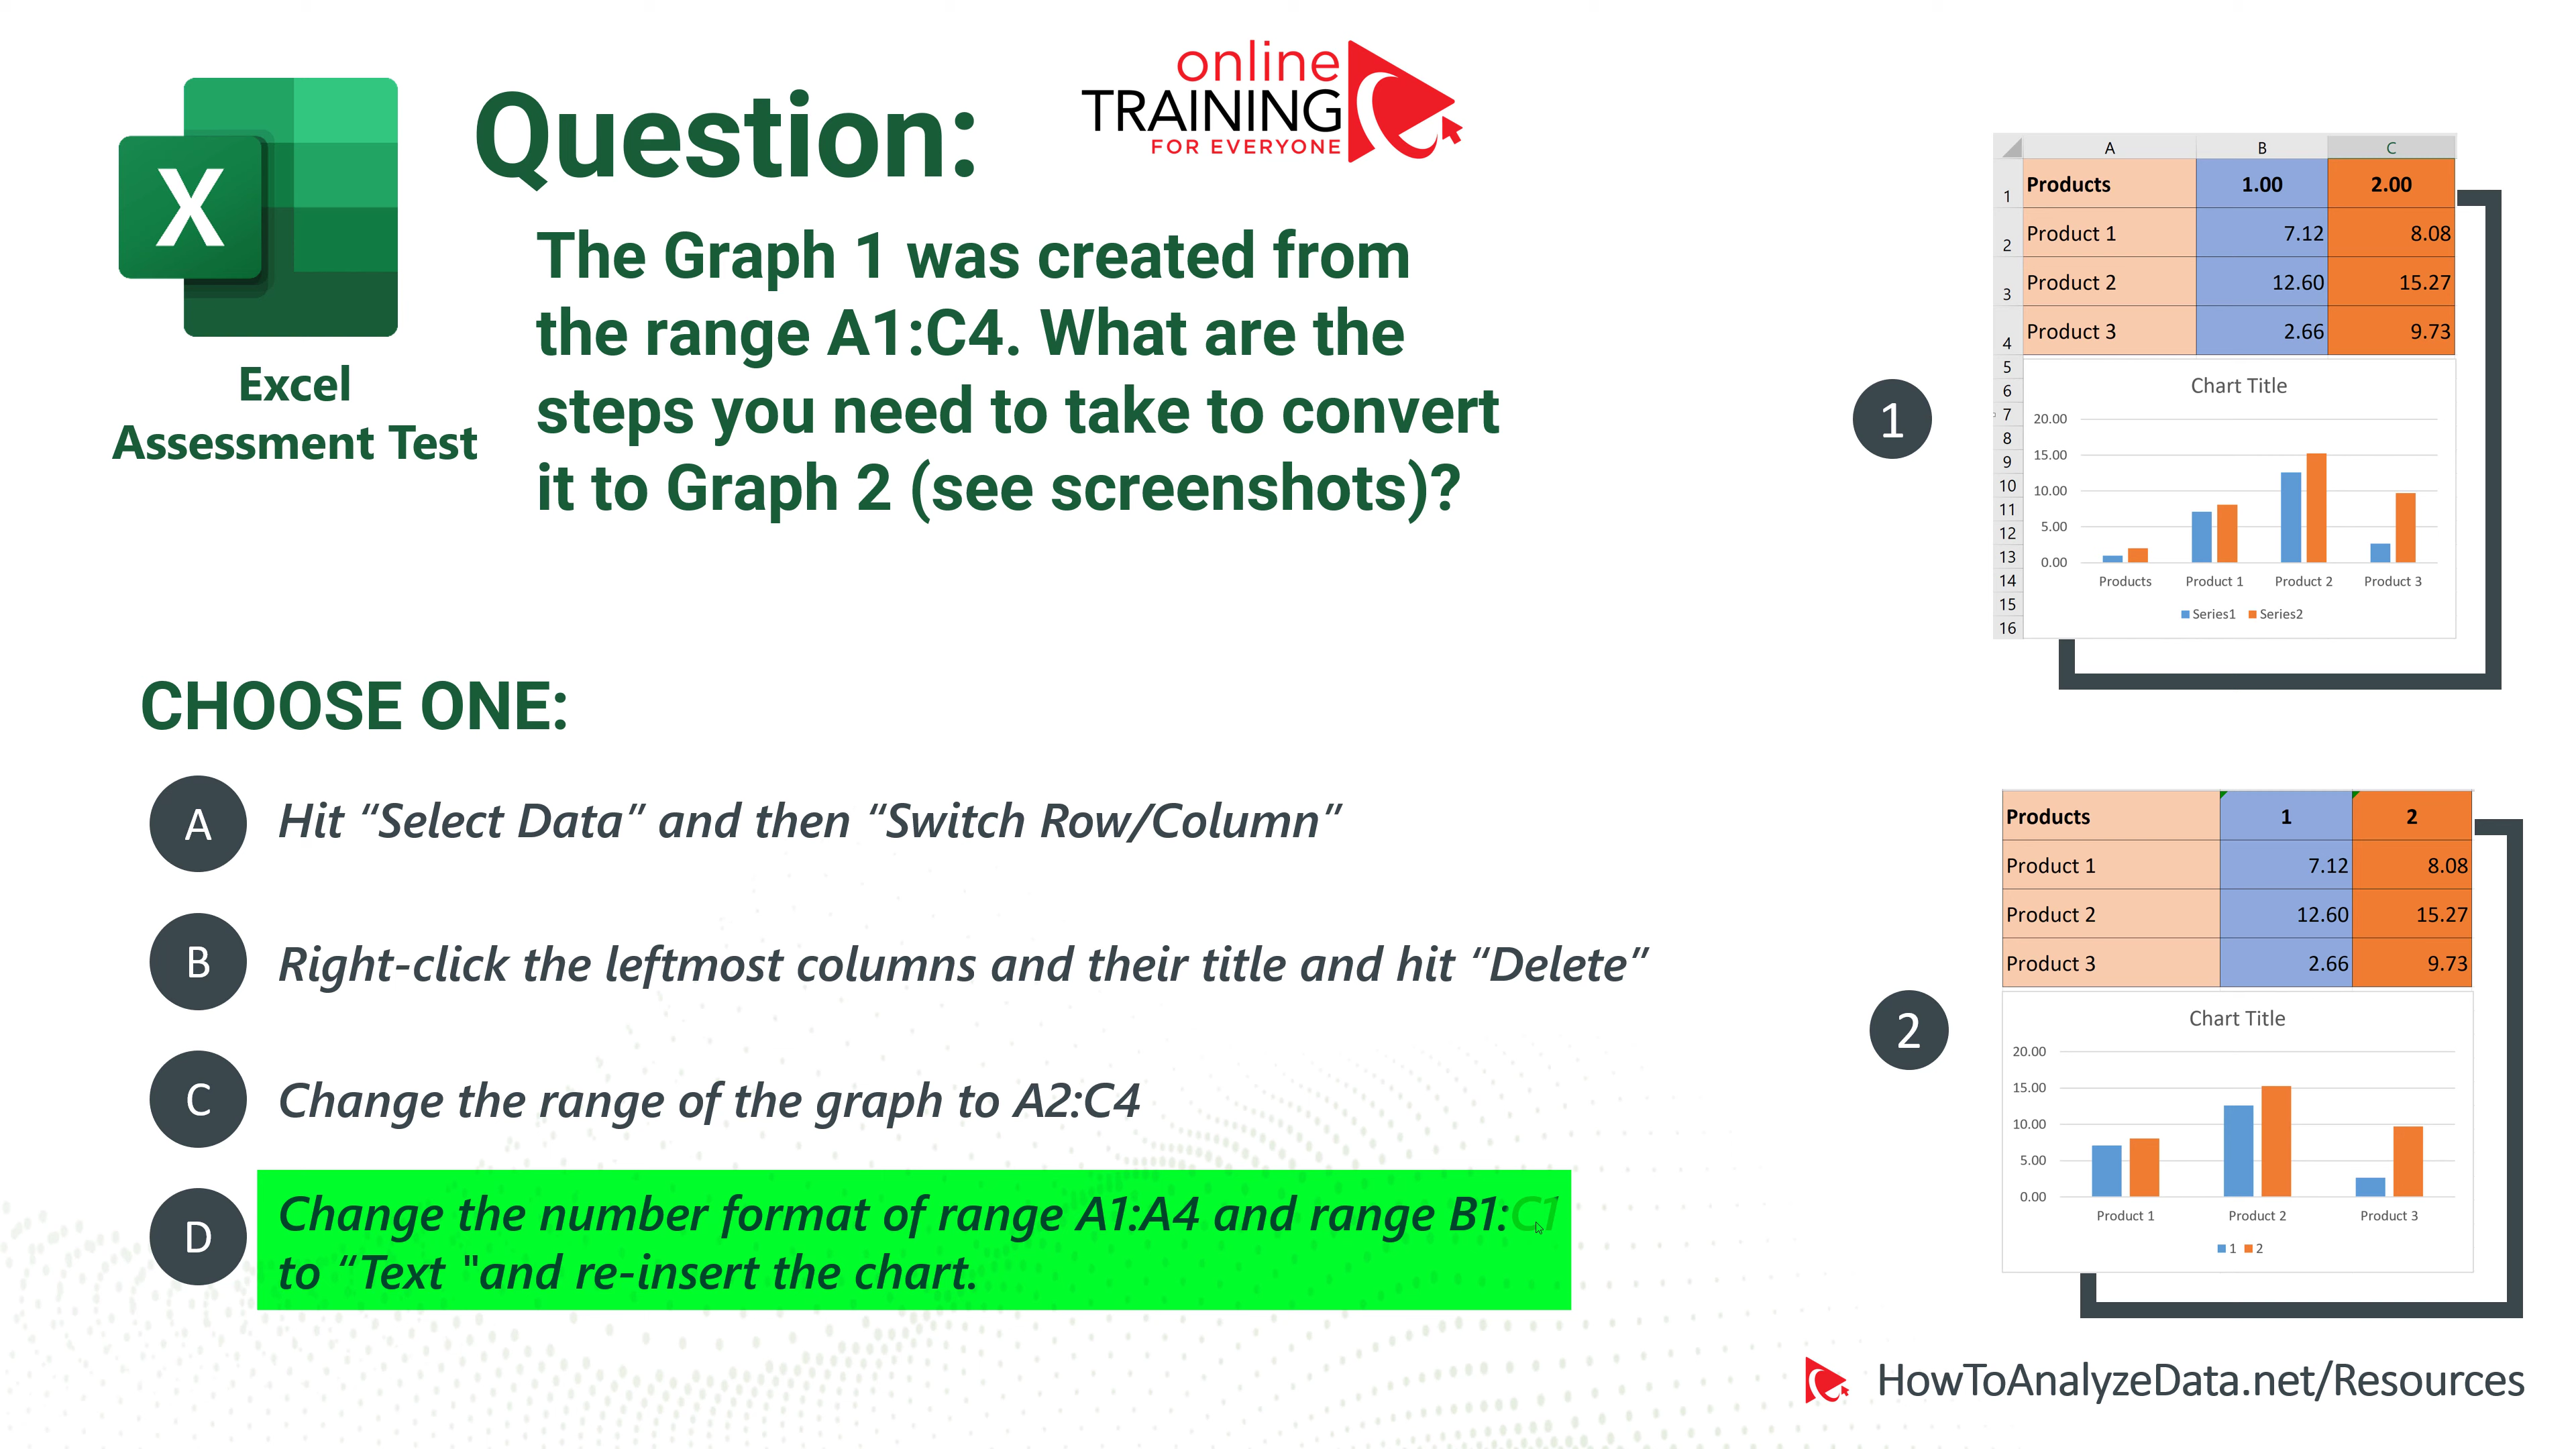 X
Excel
Assessment Test
Question:
online
TRAINING
FOR EVERYONE
The Graph 1 was created from
the range A1:C4. What are the
steps you need to take to convert
it to Graph 2 (see screenshots)?
CHOOSE ONE:
A Hit “Select Data” and then “Switch Row/Column”
B Right-click the leftmost columns and their title and hit “Delete”
C Change the range of the graph to A2:C4
D Change the number format of range A1:A4 and range B1:C1
to “Text "and re-insert the chart.
1
A B C
1 Products 1.00 2.00
2 Product 1 7.12 8.08
3 Product 2 12.60 15.27
4 Product 3 2.66 9.73
5
6
7
8
9
10
11
12
13
14
15
16
Chart Title
20.00
15.00
10.00
5.00
0.00
Products Product 1 Product 2 Product 3
Series1 Series2
2
Products 1 2
Product 1 7.12 8.08
Product 2 12.60 15.27
Product 3 2.66 9.73
Chart Title
20.00
15.00
10.00
5.00
0.00
Product 1 Product 2 Product 3
1 2
HowToAnalyzeData.net/Resources